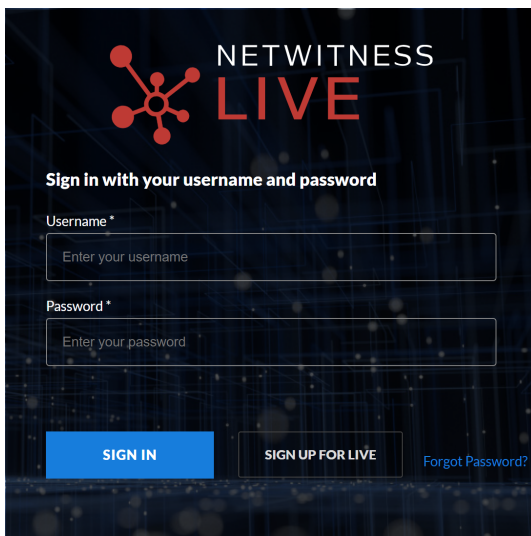 NETWITNESS
LIVE
Sign in with your username and password
Username *
Enter your username
Password *
Enter your password
SIGN IN
SIGN UP FOR LIVE
Forgot Password?